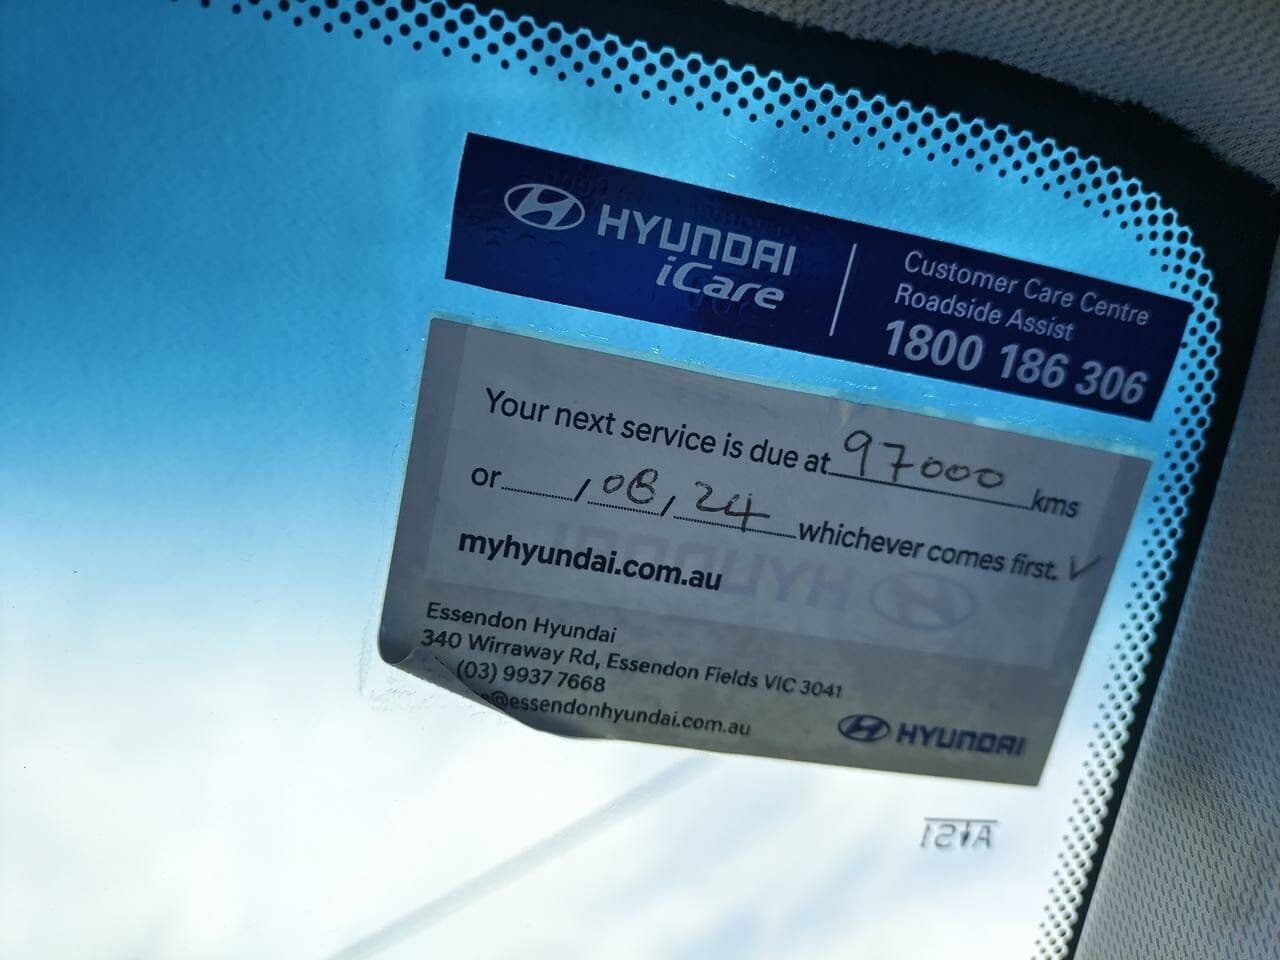 HYUNDAI
iCare
Customer Care Centre
Roadside Assist
1800 186 306
Your next service is due at 97000 kms
or ......../08/24 whichever comes first. ✓
myhyundai.com.au
Essendon Hyundai
340 Wirraway Rd, Essendon Fields VIC 3041
(03) 9937 7668
@essendonhyundai.com.au
HYUNDAI
HYUNDAI